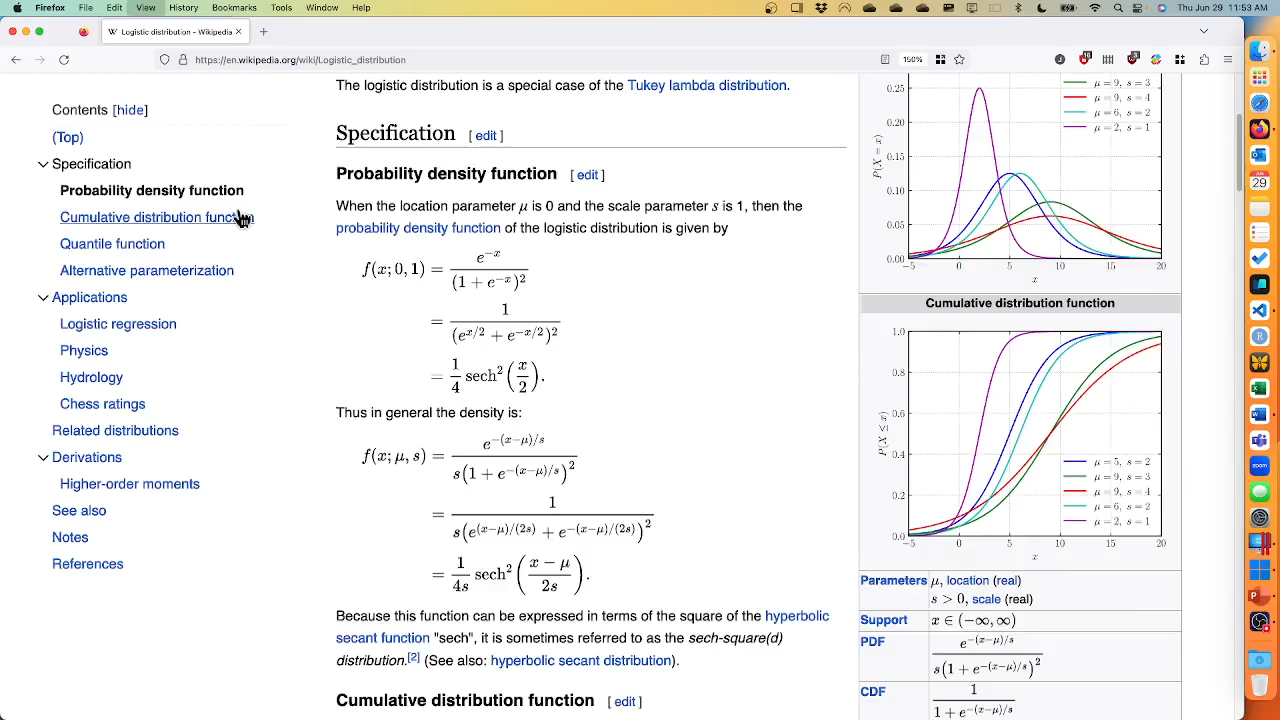 Firefox File Edit View History Bookmarks Tools Window Help Thu Jun 29 11:53 AM
W Logistic distribution - Wikipedia × +
https://en.wikipedia.org/wiki/Logistic_distribution 150%
Contents [hide]
(Top)
Specification
Probability density function
Cumulative distribution function
Quantile function
Alternative parameterization
Applications
Logistic regression
Physics
Hydrology
Chess ratings
Related distributions
Derivations
Higher-order moments
See also
Notes
References
The logistic distribution is a special case of the Tukey lambda distribution.
Specification [ edit ]
Probability density function [ edit ]
When the location parameter μ is 0 and the scale parameter s is 1, then the
probability density function of the logistic distribution is given by
f(x; 0, 1) = e^{-x} / (1 + e^{-x})^2
= 1 / (e^{x/2} + e^{-x/2})^2
= 1/4 sech^2 (x/2).
Thus in general the density is:
f(x; μ, s) = e^{-(x-μ)/s} / s(1 + e^{-(x-μ)/s})^2
= 1 / s(e^{(x-μ)/(2s)} + e^{-(x-μ)/(2s)})^2
= 1/4s sech^2 (x - μ / 2s).
Because this function can be expressed in terms of the square of the hyperbolic
secant function "sech", it is sometimes referred to as the sech-square(d)
distribution.[2] (See also: hyperbolic secant distribution).
Cumulative distribution function [ edit ]
μ = 9, s = 3
μ = 9, s = 4
μ = 6, s = 2
μ = 2, s = 1
P(X = x)
0.25
0.20
0.15
0.10
0.05
0.00
−5 0 5 10 15 20
x
Cumulative distribution function
P(X ≤ x)
1.0
0.8
0.6
0.4
0.2
0.0
μ = 5, s = 2
μ = 9, s = 3
μ = 9, s = 4
μ = 6, s = 2
μ = 2, s = 1
−5 0 5 10 15 20
x
Parameters μ, location (real)
s > 0, scale (real)
Support x ∈ (−∞, ∞)
PDF e^{-(x-μ)/s} / s(1 + e^{-(x-μ)/s})^2
CDF 1 / 1 + e^{-(x-μ)/s}
29
zoom